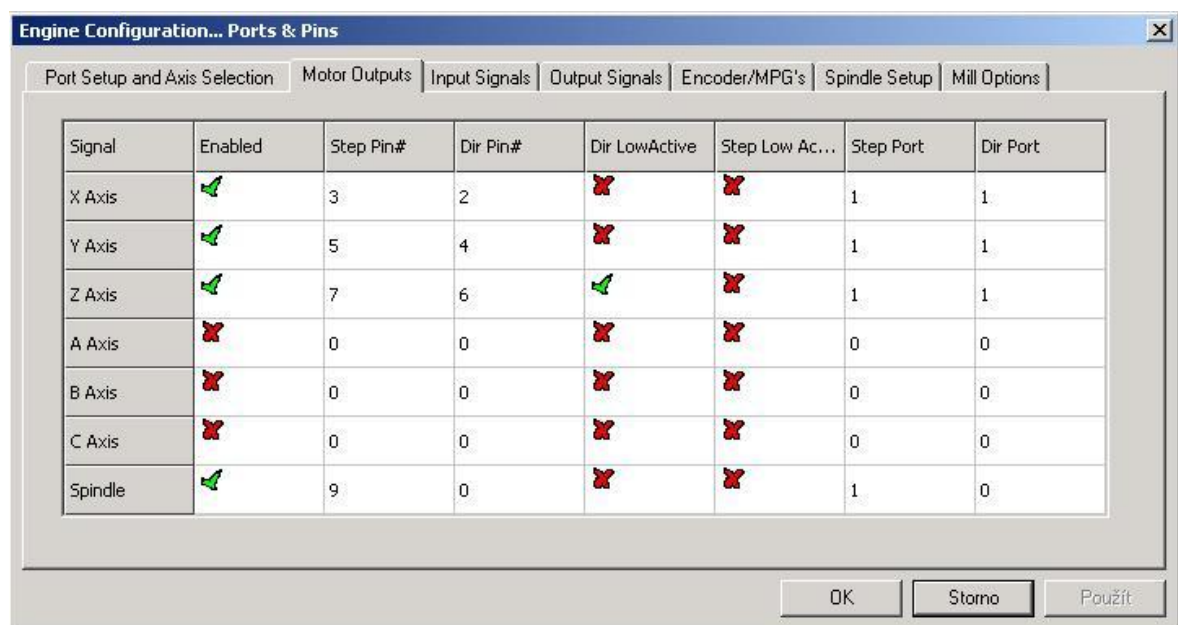 Engine Configuration... Ports & Pins
Port Setup and Axis Selection Motor Outputs Input Signals Output Signals Encoder/MPG's Spindle Setup Mill Options
Signal Enabled Step Pin# Dir Pin# Dir LowActive Step Low Ac... Step Port Dir Port
X Axis 3 2 1 1
Y Axis 5 4 1 1
Z Axis 7 6 1 1
A Axis 0 0 0 0
B Axis 0 0 0 0
C Axis 0 0 0 0
Spindle 9 0 1 0
OK Storno Použít